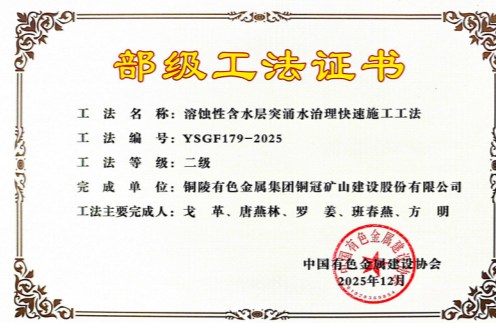 部级工法证书
工法名称：溶蚀性含水层突涌水治理快速施工工法
工法编号：YSGF179-2025
工法等级：二级
完成单位：铜陵有色金属集团铜冠矿山建设股份有限公司
工法主要完成人：戈 革、唐燕林、罗 姜、班春燕、方 明
中国有色金属建设协会
2025年12月